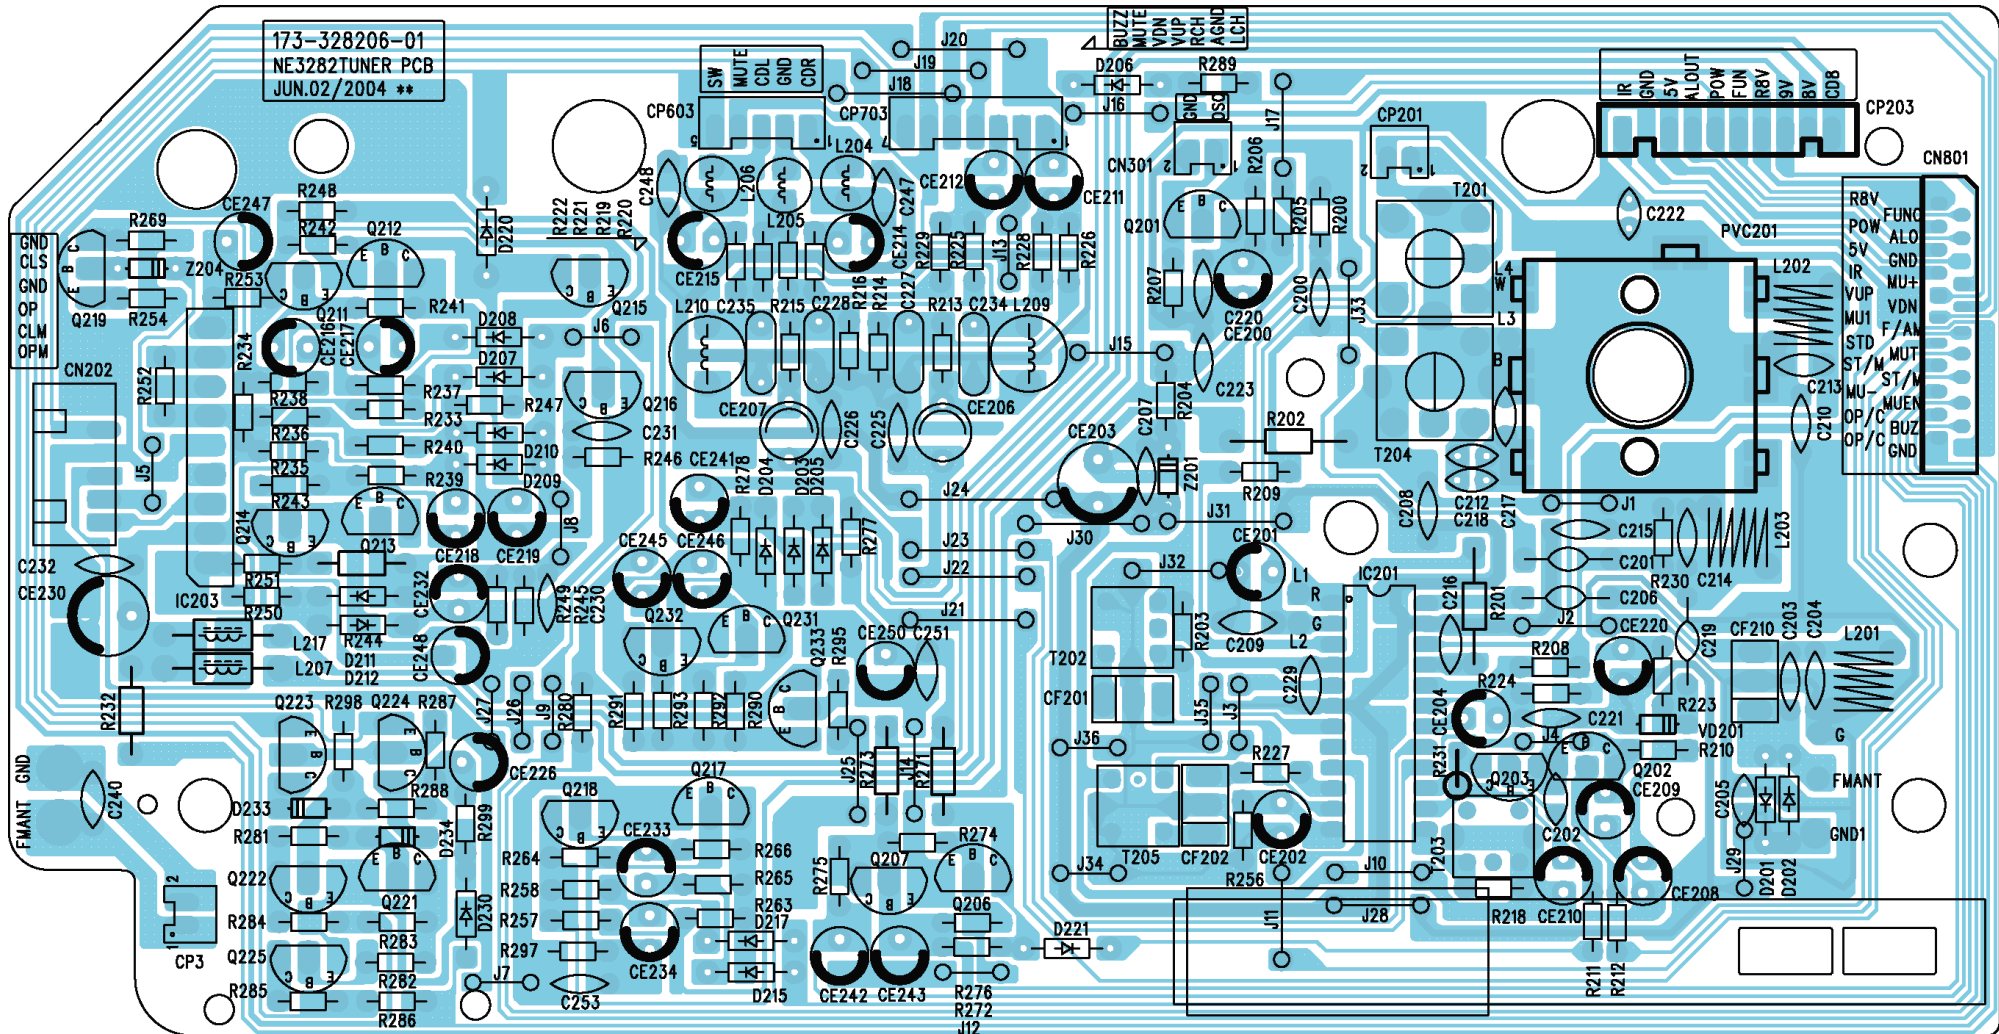 173-328206-01
NE3282TUNER PCB
JUN.02/2004 **
SW
MUTE
CDL
GND
CDR
BUZZ
MUTE
VDN
VUP
RCH
AGND
LCH
J20
J19
J18
D206
R289
J16
GND
OSC
J17
CP603
CP703
5
1
7
1
L204
CN301
2
1
R206
CP201
2
1
IR
GND
5V
ALOUT
POW
FUN
R8V
9V
8V
CD8
CP203
CN801
R8V
FUNC
POW
ALO
5V
GND
IR
MU+
VUP
VDN
MU1
F/AM
STD
MUT
ST/M
ST/M
MU-
MUEN
OP/C
BUZ
OP/C
GND
C248
L206
L205
C247
CE214
CE215
CE212
CE211
R229
R225
J13
R228
R226
Q201
E B C
R205
R200
T201
C222
PVC201
L202
R248
CE247
R242
Q212
D220
R222
R221
R219
R220
R269
Z204
R253
R254
Q219
GND
CLS
GND
OP
CLM
OPM
CN202
Q211
R241
Q215
L210
C235
R215
C228
R216
R214
C227
R213
C234
L209
R207
C220
CE200
C200
J33
L4
W
L3
B
R234
CE216
CE217
D208
J6
D207
R252
R238
R237
R233
R247
Q216
R236
R240
D210
C231
R246
R235
R239
D209
R243
CE207
C226
C225
CE206
J15
C207
R204
C223
R202
T204
C213
C210
J5
CE241
R278
D204
D203
D205
R277
J24
CE203
Z201
R209
C208
C212
C218
C217
J1
Q214
Q213
CE218
CE219
J8
CE245
CE246
J23
J22
J21
J30
J31
CE201
J32
L1
R
G
L2
IC201
C216
R201
C215
C201
C206
J2
R230
C214
L203
C232
CE230
R251
R250
IC203
CE232
R249
R245
C230
R244
L217
L207
D211
D212
CE248
Q232
Q231
Q233
R295
CE250
C251
T202
R203
C209
C229
CF201
R208
R224
CE220
C219
CF210
C203
C204
L201
R232
Q223
R298
Q224
R287
J27
J26
J9
R280
R291
R293
R292
R290
J25
R273
J14
R271
J36
J35
J3
R227
CE204
R231
C221
J4
R223
VD201
R210
G
GND
FMANT
C240
CE226
D233
R288
R281
D234
R299
Q218
CE233
Q217
R266
R265
R264
R258
R257
R263
R297
D217
CE234
D215
R275
Q207
R274
T205
CF202
J34
R256
CE202
J10
T203
Q203
Q202
CE209
C202
C205
FMANT
GND1
J29
D201
D202
Q222
Q221
R284
R283
Q225
R282
R285
R286
D230
J7
C253
CP3
2
1
CE242
CE243
Q206
R276
R272
J12
D221
J11
J28
R218
CE210
CE208
R211
R212